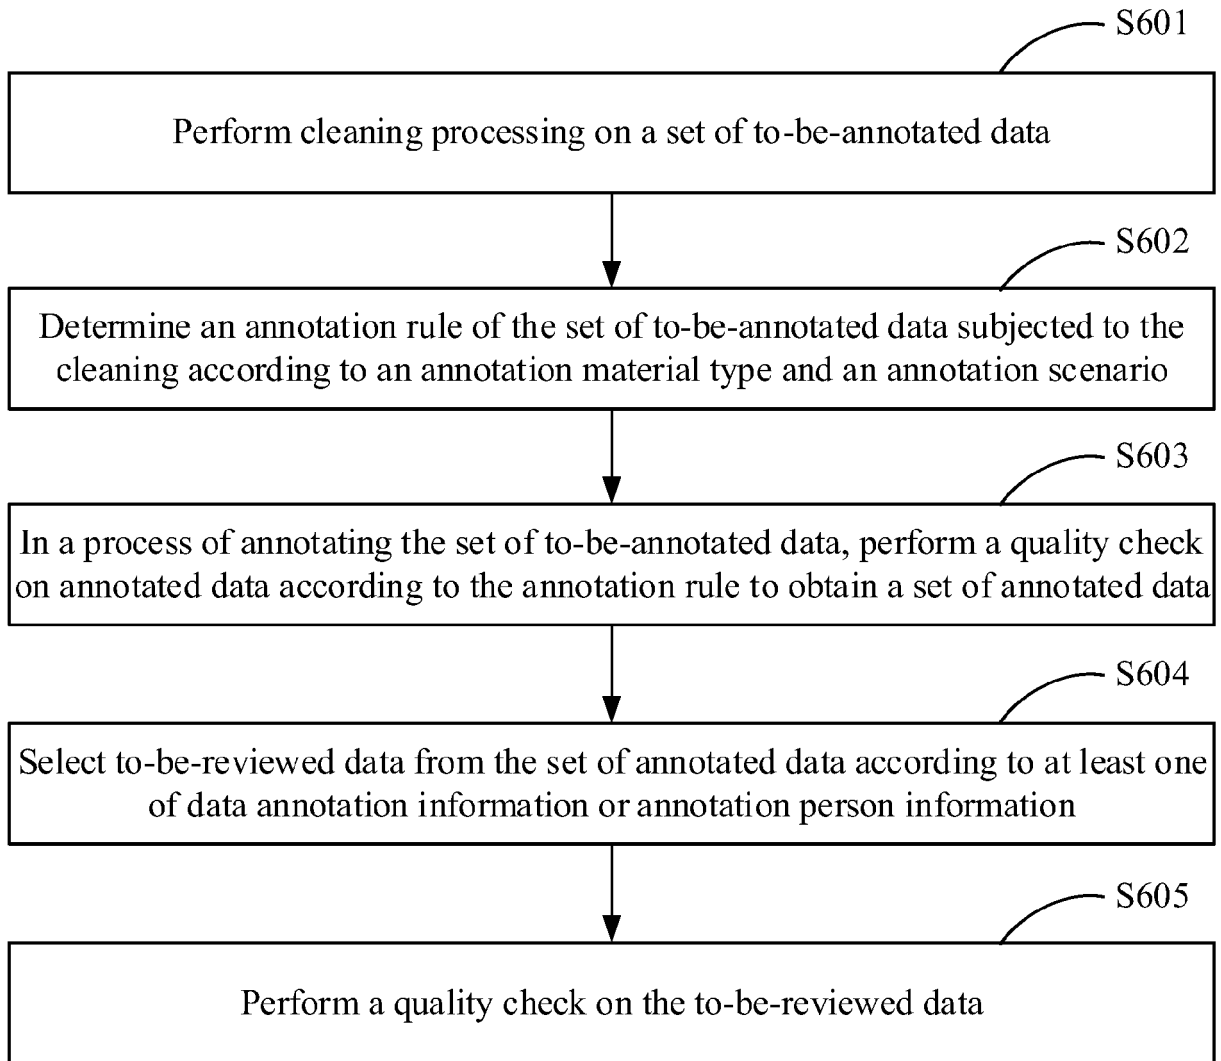 S601
Perform cleaning processing on a set of to-be-annotated data
S602
Determine an annotation rule of the set of to-be-annotated data subjected to the
cleaning according to an annotation material type and an annotation scenario
S603
In a process of annotating the set of to-be-annotated data, perform a quality check
on annotated data according to the annotation rule to obtain a set of annotated data
S604
Select to-be-reviewed data from the set of annotated data according to at least one
of data annotation information or annotation person information
S605
Perform a quality check on the to-be-reviewed data